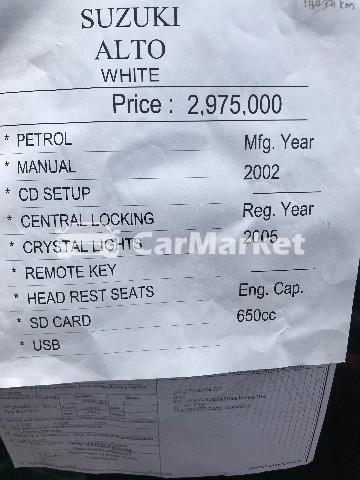 KM
SUZUKI
ALTO
WHITE
Price : 2,975,000
* PETROL
Mfg. Year
* MANUAL
2002
* CD SETUP
* CENTRAL LOCKING
Reg. Year
* CRYSTAL LIGHTS
2005
CarMarket
* REMOTE KEY
* HEAD REST SEATS
Eng. Cap.
* SD CARD
650cc
* USB